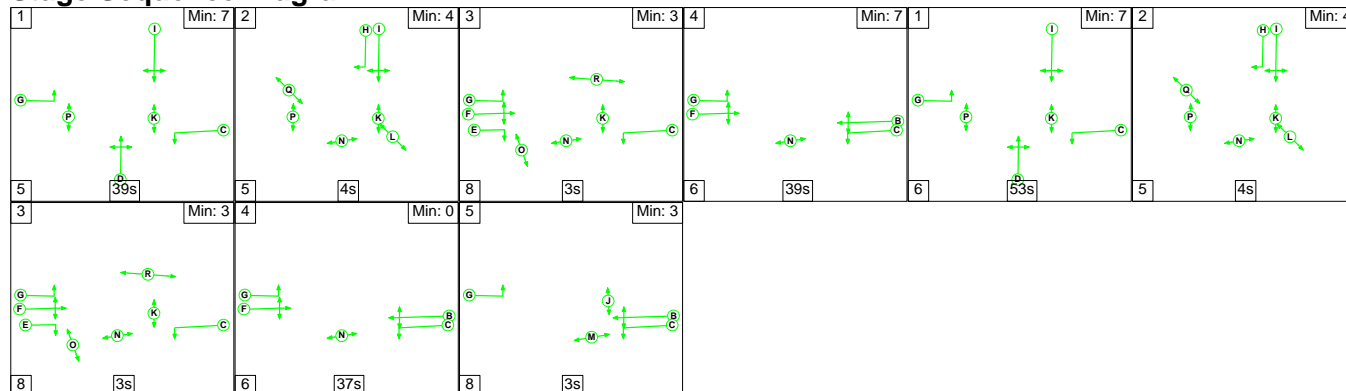 Stage Sequence Diagram
1 Min: 7 2 Min: 4 3 Min: 3 4 Min: 7 1 Min: 7 2 Min: 4
I H I I H I
R
Q Q
G G G G
P P K P K K F F P K P K
C L E C B C C L
N O N N N
D D
5 39s 5 4s 8 3s 6 39s 6 53s 5 4s
3 Min: 3 4 Min: 0 5 Min: 3
R
G G G
F K F J
E C B C B C
O N N M
8 3s 6 37s 8 3s